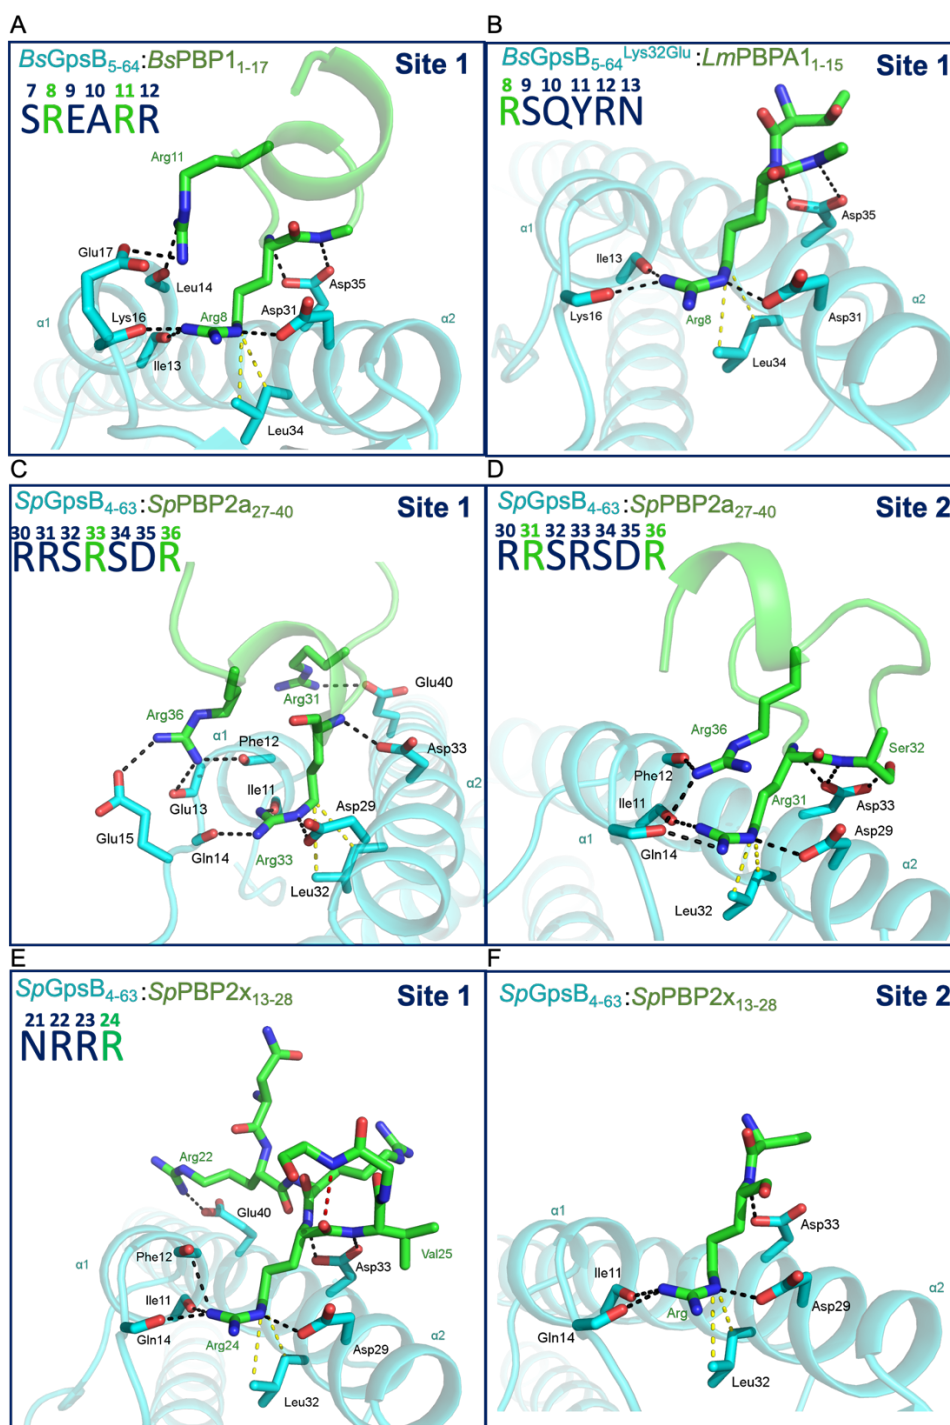 A
BsGpsB5-64:BsPBP11-17 Site 1
7 8 9 10 11 12
SREARR
Arg11
Glu17
Leu14
α1
Lys16
Arg8
Asp31
Asp35
α2
Ile13
Leu34
B
BsGpsB5-64Lys32Glu:LmPBPA11-15 Site 1
8 9 10 11 12 13
RSQYRN
α1
Asp35
Ile13
Lys16
Arg8
Asp31
α2
Leu34
C
SpGpsB4-63:SpPBP2a27-40 Site 1
30 31 32 33 34 35 36
RRSRSDR
Arg31
Glu40
Arg36
α1
Phe12
Asp33
α2
Ile11
Glu13
Asp29
Glu15
Gln14
Arg33
Leu32
D
SpGpsB4-63:SpPBP2a27-40 Site 2
30 31 32 33 34 35 36
RRSRSDR
Arg36
Ser32
Phe12
Arg31
Asp33
Ile11
α1
Gln14
Asp29
α2
Leu32
E
SpGpsB4-63:SpPBP2x13-28 Site 1
21 22 23 24
NRRR
Arg22
Glu40
Phe12
α1
Asp33
Val25
Ile11
Gln14
Arg24
Asp29
α2
Leu32
F
SpGpsB4-63:SpPBP2x13-28 Site 2
α1
Asp33
Ile11
α2
Arg
Asp29
Gln14
Leu32